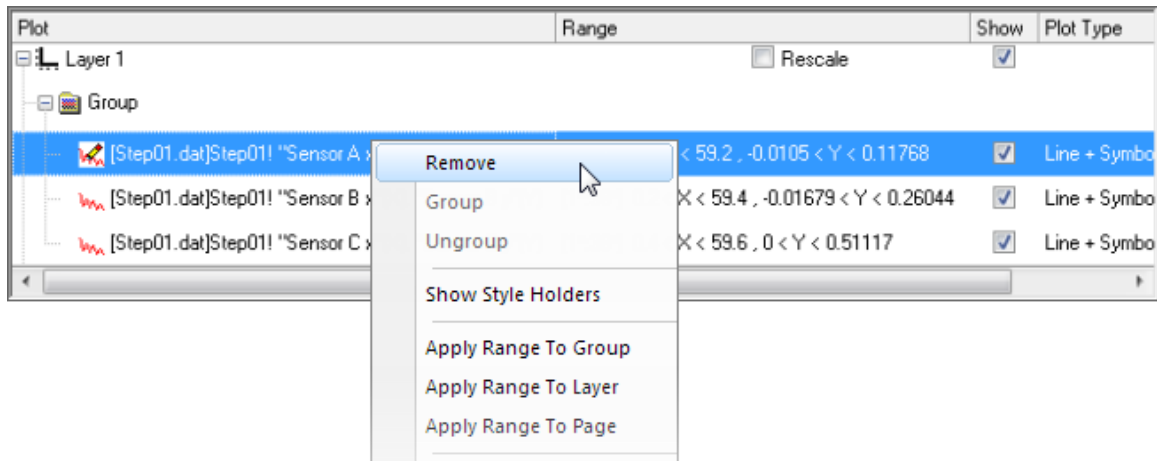 Plot Range Show Plot Type
Layer 1 Rescale
Group
[Step01.dat]Step01! "Sensor A x < 59.2 , -0.0105 < Y < 0.11768 Line + Symbo
[Step01.dat]Step01! "Sensor B x X < 59.4 , -0.01679 < Y < 0.26044 Line + Symbo
[Step01.dat]Step01! "Sensor C x X < 59.6 , 0 < Y < 0.51117 Line + Symbo
Remove
Group
Ungroup
Show Style Holders
Apply Range To Group
Apply Range To Layer
Apply Range To Page